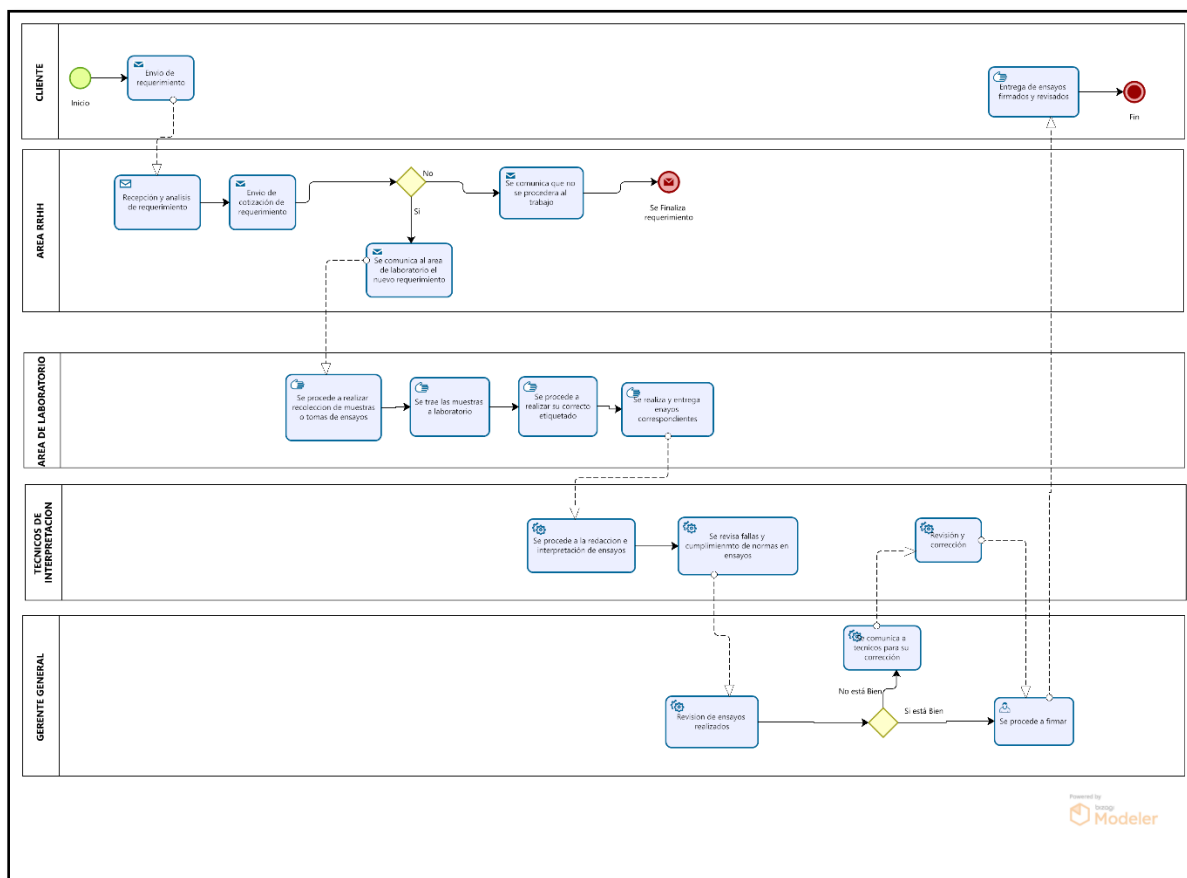 CLIENTE
Inicio
Envio de
requerimiento
Entrega de ensayos
firmados y revisados
Fin
AREA RRHH
Recepción y analisis
de requerimiento
Envio de
cotización de
requerimiento
No
Si
Se comunica que no
se procedera al
trabajo
Se Finaliza
requerimiento
Se comunica al area
de laboratorio el
nuevo requerimiento
AREA DE LABORATORIO
Se procede a realizar
recoleccion de muestras
o tomas de ensayos
Se trae las muestras
a laboratorio
Se procede a
realizar su correcto
etiquetado
Se realiza y entrega
enayos
correspondientes
TECNICOS DE
INTERPRETACION
Se procede a la redaccion e
interpretación de ensayos
Se revisa fallas y
cumplimienmto de normas en
ensayos
Revisión y
corrección
GERENTE GENERAL
Revision de ensayos
realizados
No está Bien
Si está Bien
Se comunica a
tecnicos para su
corrección
Se procede a firmar
Powered by
bizagi
Modeler